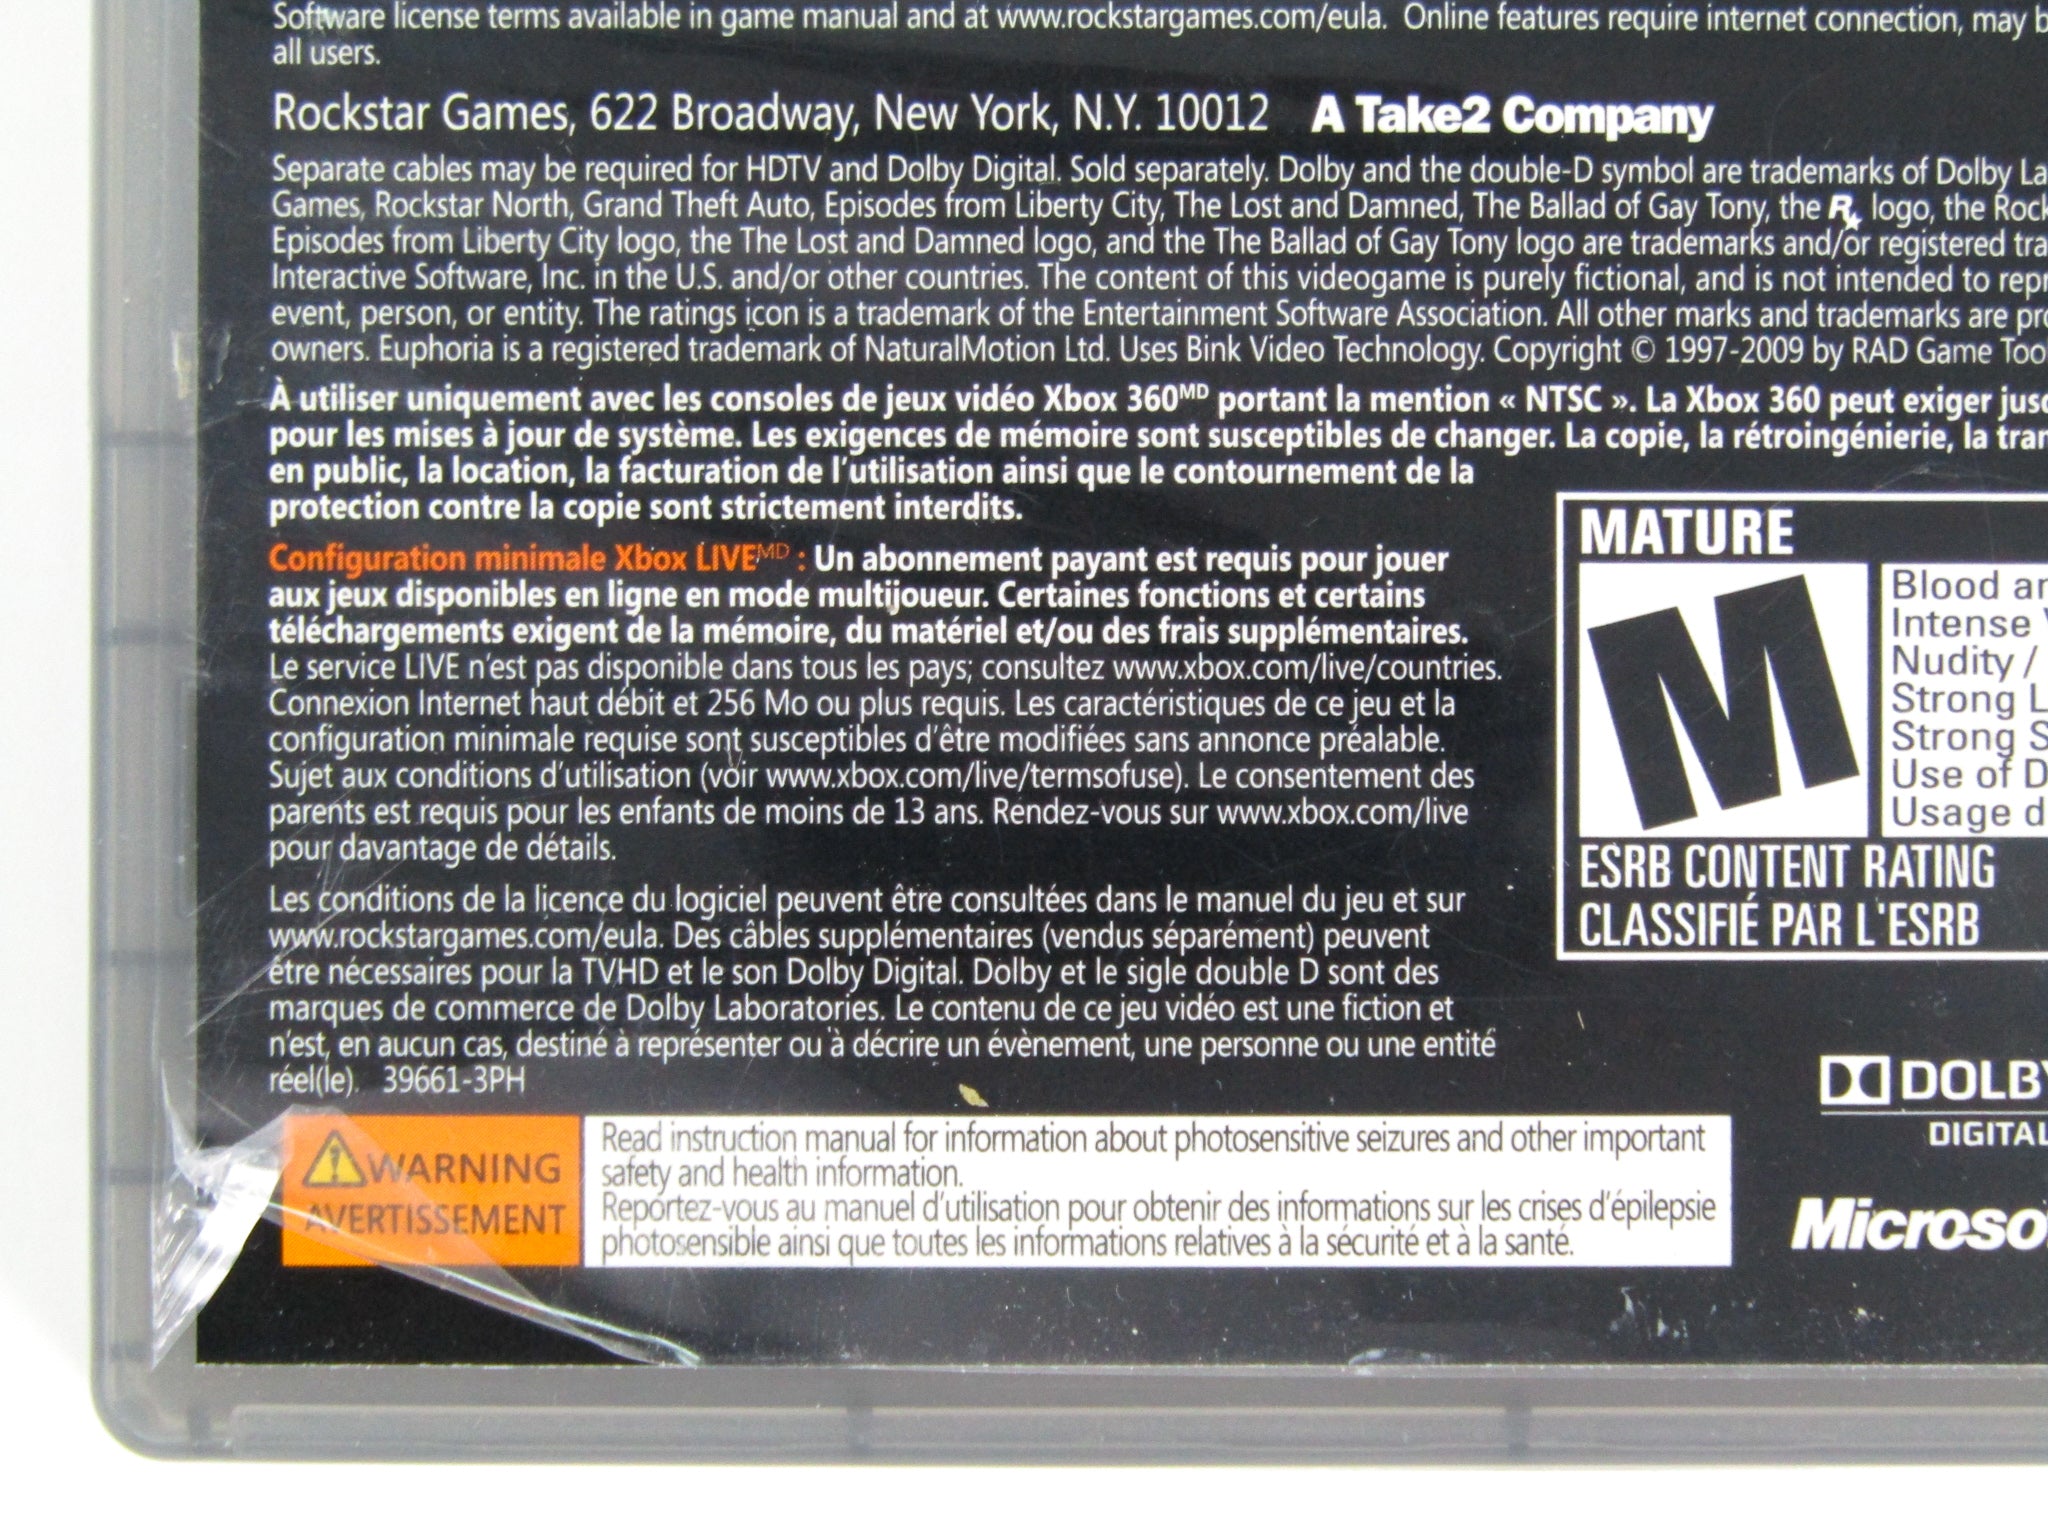 Software license terms available in game manual and at www.rockstargames.com/eula. Online features require internet connection, may
all users.
Rockstar Games, 622 Broadway, New York, N.Y. 10012 A Take2 Company
Separate cables may be required for HDTV and Dolby Digital. Sold separately. Dolby and the double-D symbol are trademarks of Dolby
Games, Rockstar North, Grand Theft Auto, Episodes from Liberty City, The Lost and Damned, The Ballad of Gay Tony, the R logo, the
Episodes from Liberty City logo, the The Lost and Damned logo, and the The Ballad of Gay Tony logo are trademarks and/or registered
Interactive Software, Inc. in the U.S. and/or other countries. The content of this videogame is purely fictional, and is not intended to
event, person, or entity. The ratings icon is a trademark of the Entertainment Software Association. All other marks and trademarks are
owners. Euphoria is a registered trademark of NaturalMotion Ltd. Uses Bink Video Technology. Copyright © 1997-2009 by RAD Game
À utiliser uniquement avec les consoles de jeux vidéo Xbox 360MD portant la mention « NTSC ». La Xbox 360 peut exiger
pour les mises à jour de système. Les exigences de mémoire sont susceptibles de changer. La copie, la rétroingénierie, la
en public, la location, la facturation de l'utilisation ainsi que le contournement de la
protection contre la copie sont strictement interdits.
Configuration minimale Xbox LIVEMD : Un abonnement payant est requis pour jouer
aux jeux disponibles en ligne en mode multijoueur. Certaines fonctions et certains
téléchargements exigent de la mémoire, du matériel et/ou des frais supplémentaires.
Le service LIVE n'est pas disponible dans tous les pays; consultez www.xbox.com/live/countries.
Connexion Internet haut débit et 256 Mo ou plus requis. Les caractéristiques de ce jeu et la
configuration minimale requise sont susceptibles d'être modifiées sans annonce préalable.
Sujet aux conditions d'utilisation (voir www.xbox.com/live/termsofuse). Le consentement des
parents est requis pour les enfants de moins de 13 ans. Rendez-vous sur www.xbox.com/live
pour davantage de détails.
Les conditions de la licence du logiciel peuvent être consultées dans le manuel du jeu et sur
www.rockstargames.com/eula. Des câbles supplémentaires (vendus séparément) peuvent
être nécessaires pour la TVHD et le son Dolby Digital. Dolby et le sigle double D sont des
marques de commerce de Dolby Laboratories. Le contenu de ce jeu vidéo est une fiction et
n'est, en aucun cas, destiné à représenter ou à décrire un évènement, une personne ou une entité
réel(le). 39661-3PH
MATURE
M
Blood
Intense
Nudity /
Strong
Strong
Use of
Usage
ESRB CONTENT RATING
CLASSIFIÉ PAR L'ESRB
DOLBY
DIGITAL
Microso
WARNING
AVERTISSEMENT
Read instruction manual for information about photosensitive seizures and other important
safety and health information.
Reportez-vous au manuel d'utilisation pour obtenir des informations sur les crises d'épilepsie
photosensible ainsi que toutes les informations relatives à la sécurité et à la santé.